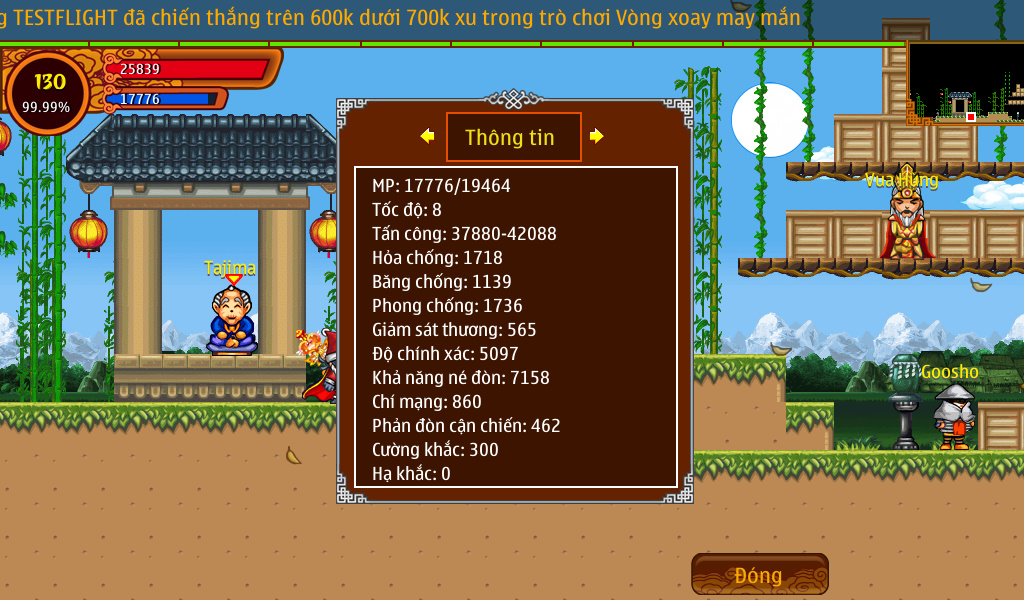 g TESTFLIGHT đã chiến thắng trên 600k dưới 700k xu trong trò chơi Vòng xoay may mắn
130
99.99%
25839
17776
Thông tin
MP: 17776/19464
Tốc độ: 8
Tấn công: 37880-42088
Hỏa chống: 1718
Băng chống: 1139
Phong chống: 1736
Giảm sát thương: 565
Độ chính xác: 5097
Khả năng né đòn: 7158
Chí mạng: 860
Phản đòn cận chiến: 462
Cường khắc: 300
Hạ khắc: 0
Vua Hùng
Tajima
Goosho
Đóng